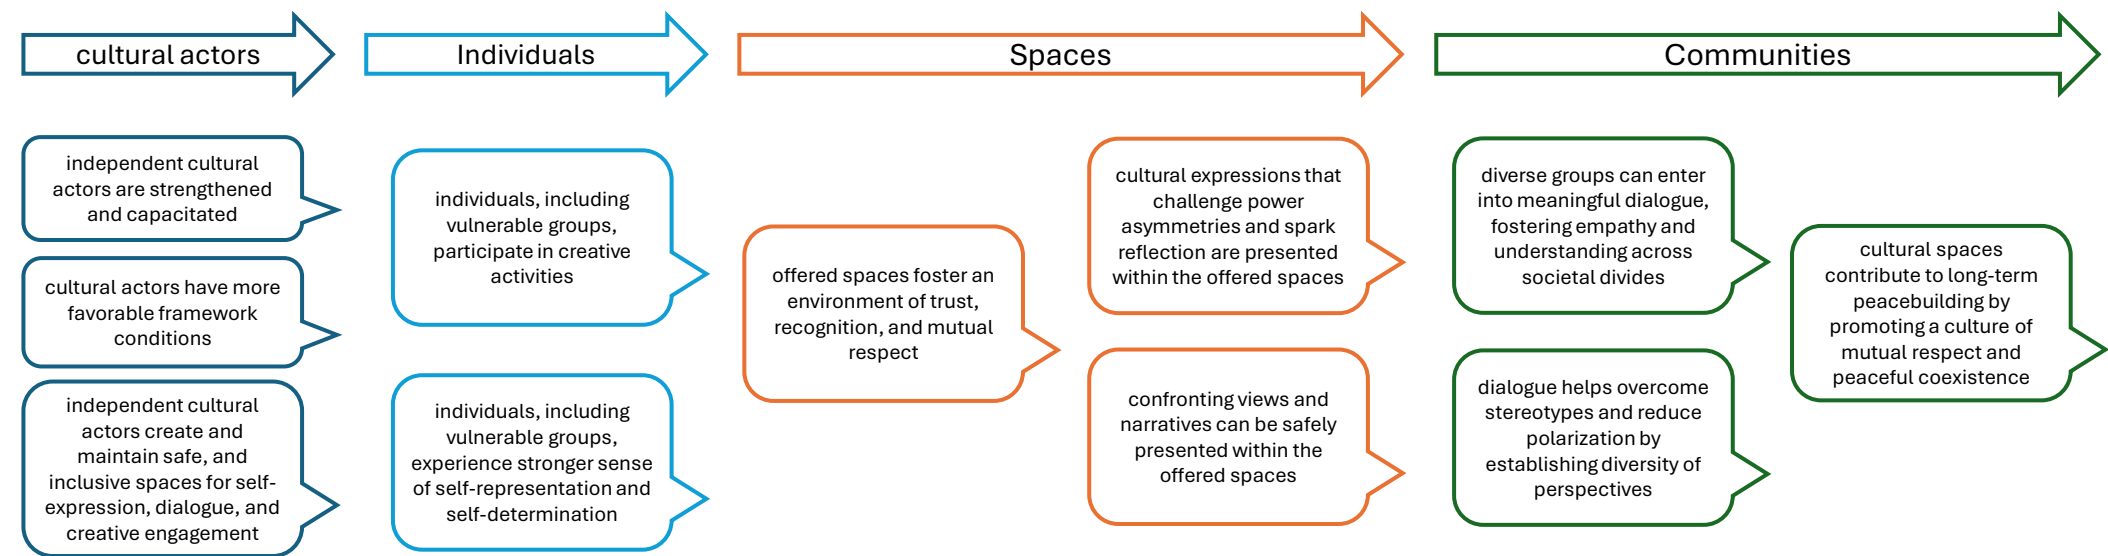 cultural actors
Individuals
Spaces
Communities
independent cultural
actors are strengthened
and capacitated
cultural actors have more
favorable framework
conditions
independent cultural
actors create and
maintain safe, and
inclusive spaces for self-
expression, dialogue, and
creative engagement
individuals, including
vulnerable groups,
participate in creative
activities
individuals, including
vulnerable groups,
experience stronger sense
of self-representation and
self-determination
offered spaces foster an
environment of trust,
recognition, and mutual
respect
cultural expressions that
challenge power
asymmetries and spark
reflection are presented
within the offered spaces
confronting views and
narratives can be safely
presented within the
offered spaces
diverse groups can enter
into meaningful dialogue,
fostering empathy and
understanding across
societal divides
dialogue helps overcome
stereotypes and reduce
polarization by
establishing diversity of
perspectives
cultural spaces
contribute to long-term
peacebuilding by
promoting a culture of
mutual respect and
peaceful coexistence